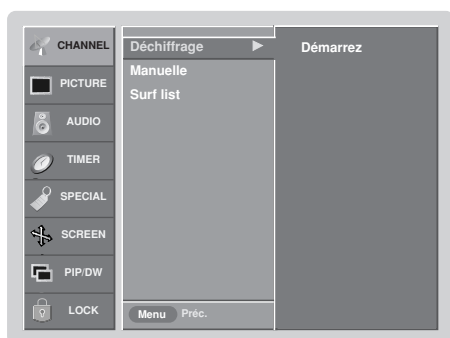 CHANNEL
PICTURE
AUDIO
TIMER
SPECIAL
SCREEN
PIP/DW
LOCK
Déchiffrage ►
Manuelle
Surf list
Menu Préc.
Démarrez